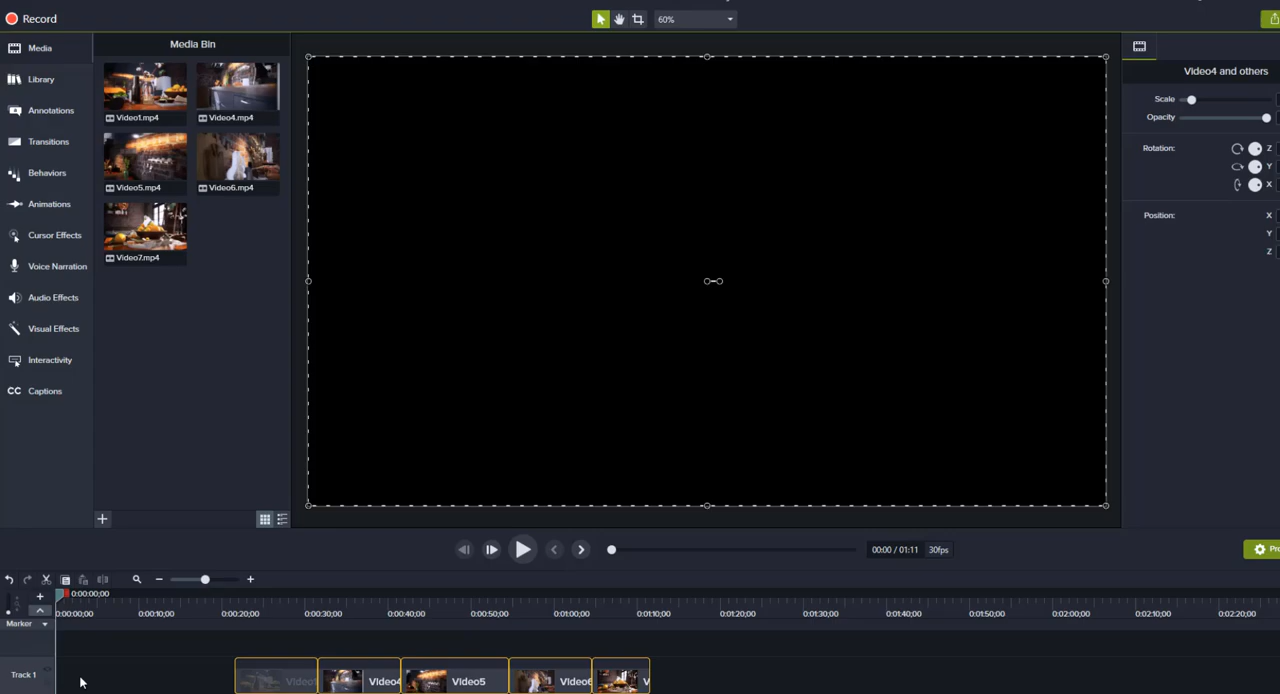 Record
60%
Media
Media Bin
Video4 and others
Library
Annotations
Transitions
Behaviors
Animations
Cursor Effects
Voice Narration
Audio Effects
Visual Effects
Interactivity
CC Captions
Video1.mp4
Video4.mp4
Video5.mp4
Video6.mp4
Video7.mp4
Scale
Opacity
Rotation:
Z
Y
X
Position:
X
Y
Z
00:00 / 01:11 30fps
Pro
0:00:00;00
0:00:00;00 0:00:10;00 0:00:20;00 0:00:30;00 0:00:40;00 0:00:50;00 0:01:00;00 0:01:10;00 0:01:20;00 0:01:30;00 0:01:40;00 0:01:50;00 0:02:00;00 0:02:10;00 0:02:20;00
Marker
Track 1
Video1 Video4 Video5 Video6 V